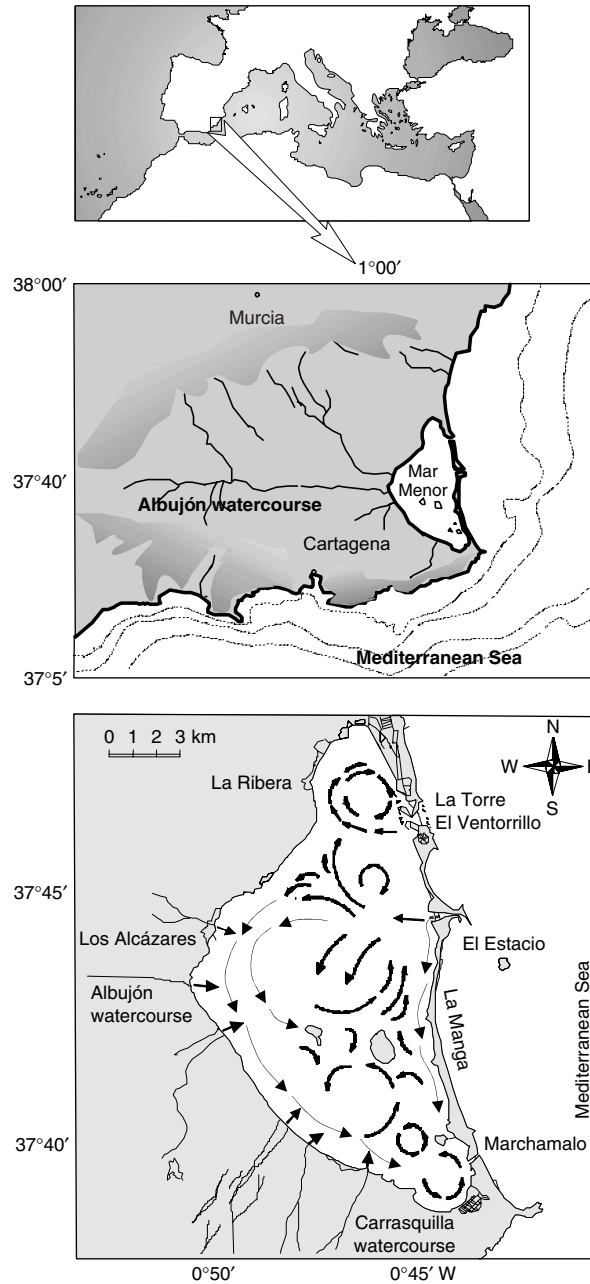 1°00′
38°00′
Murcia
37°40′
Mar
Menor
Albujón watercourse
Cartagena
Mediterranean Sea
37°5′
0 1 2 3 km
N
W
E
S
La Ribera
La Torre
El Ventorrillo
37°45′
Los Alcázares
El Estacio
Albujón
watercourse
La Manga
Mediterranean Sea
37°40′
Marchamalo
Carrasquilla
watercourse
0°50′
0°45′ W